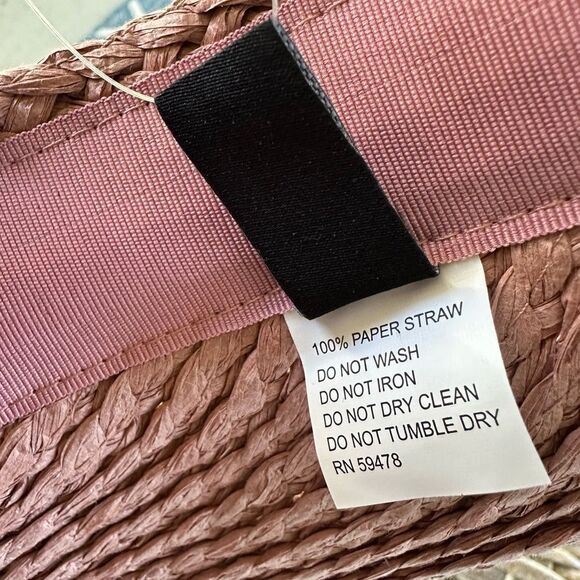 100% PAPER STRAW
DO NOT WASH
DO NOT IRON
DO NOT DRY CLEAN
DO NOT TUMBLE DRY
RN 59478